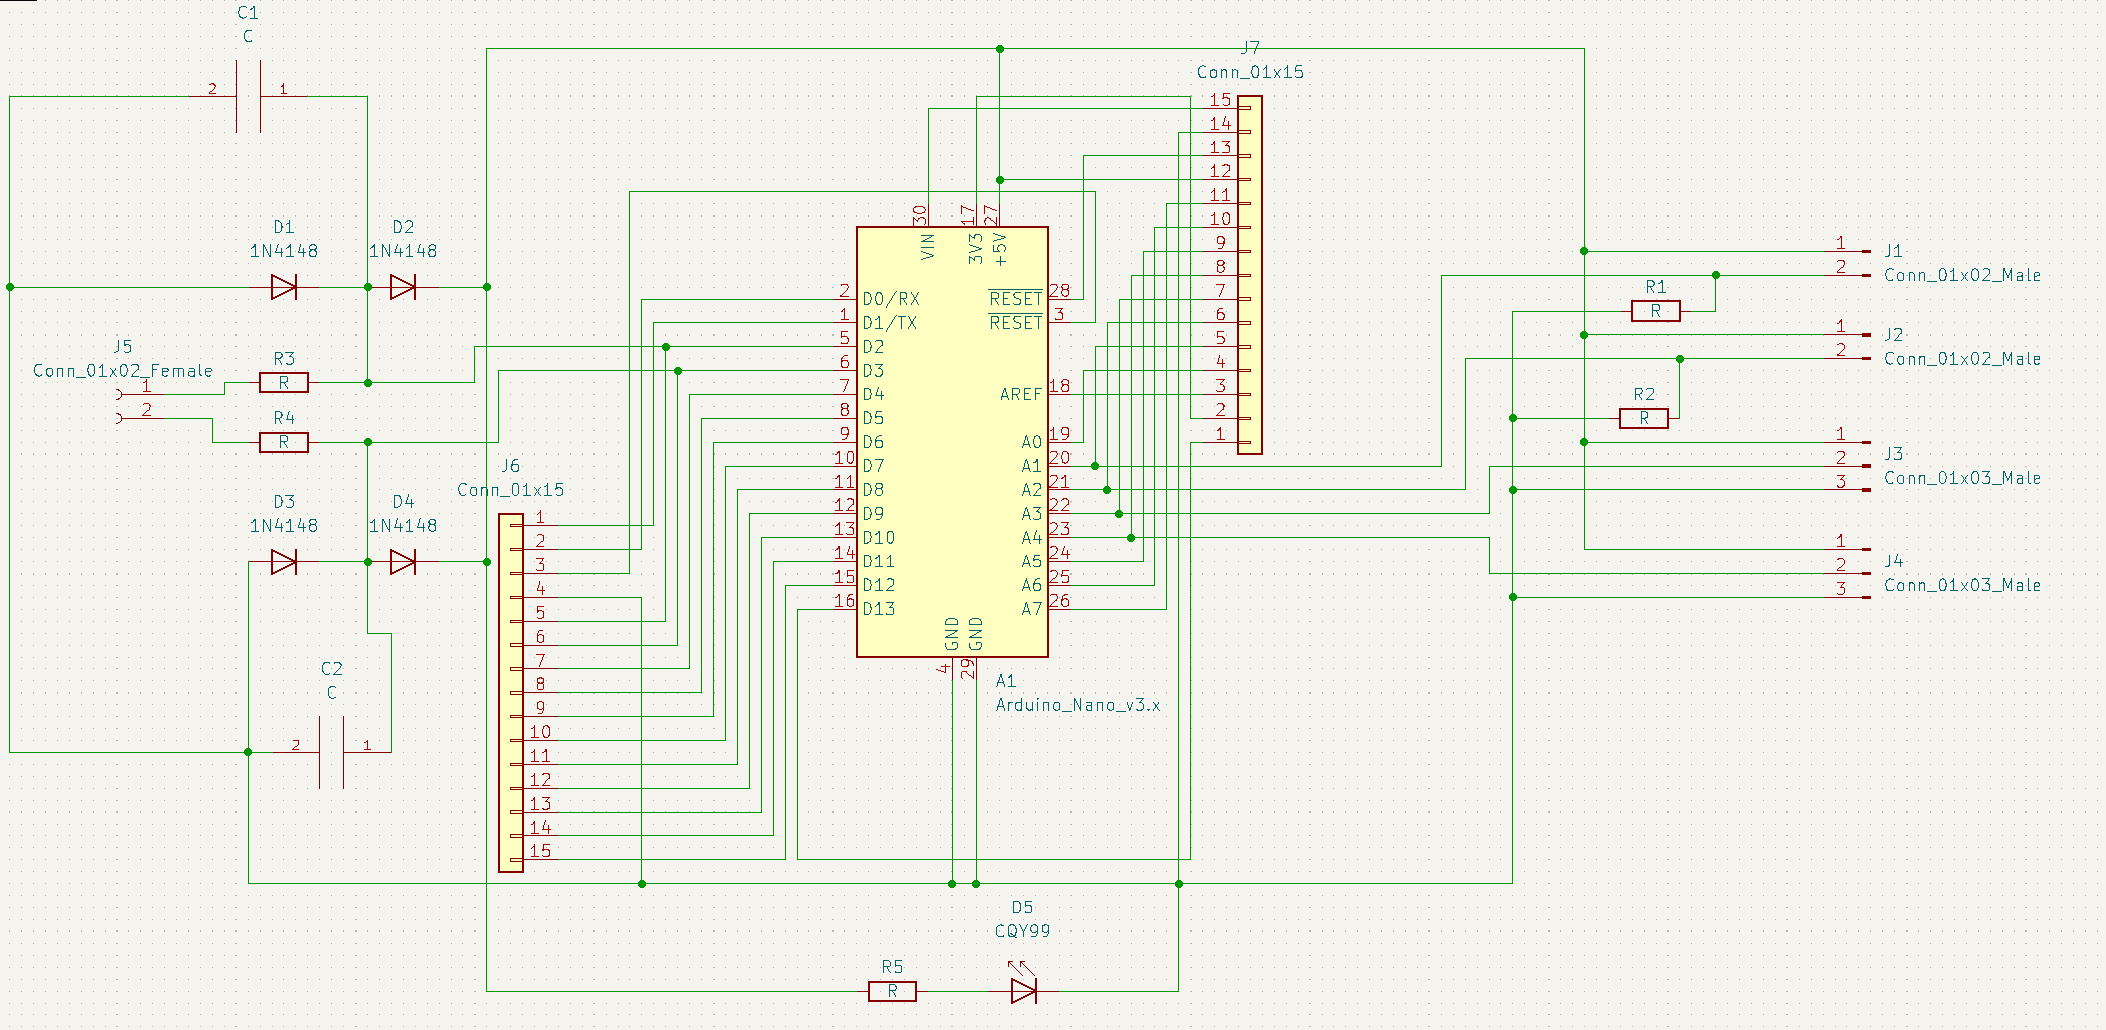 C1
C
2 1
D1
1N4148
D2
1N4148
J5
Conn_01x02_Female
1
2
R3
R
R4
R
D3
1N4148
D4
1N4148
C2
C
2 1
J6
Conn_01x15
1
2
3
4
5
6
7
8
9
10
11
12
13
14
15
30 17 27
VIN 3V3 +5V
2 D0/RX
1 D1/TX
5 D2
6 D3
7 D4
8 D5
9 D6
10 D7
11 D8
12 D9
13 D10
14 D11
15 D12
16 D13
RESET 28
RESET 3
AREF 18
A0 19
A1 20
A2 21
A3 22
A4 23
A5 24
A6 25
A7 26
GND GND
4 29
A1
Arduino_Nano_v3.x
J7
Conn_01x15
15
14
13
12
11
10
9
8
7
6
5
4
3
2
1
R1
R
R2
R
1
2
J1
Conn_01x02_Male
1
2
J2
Conn_01x02_Male
1
2
3
J3
Conn_01x03_Male
1
2
3
J4
Conn_01x03_Male
R5
R
D5
CQY99